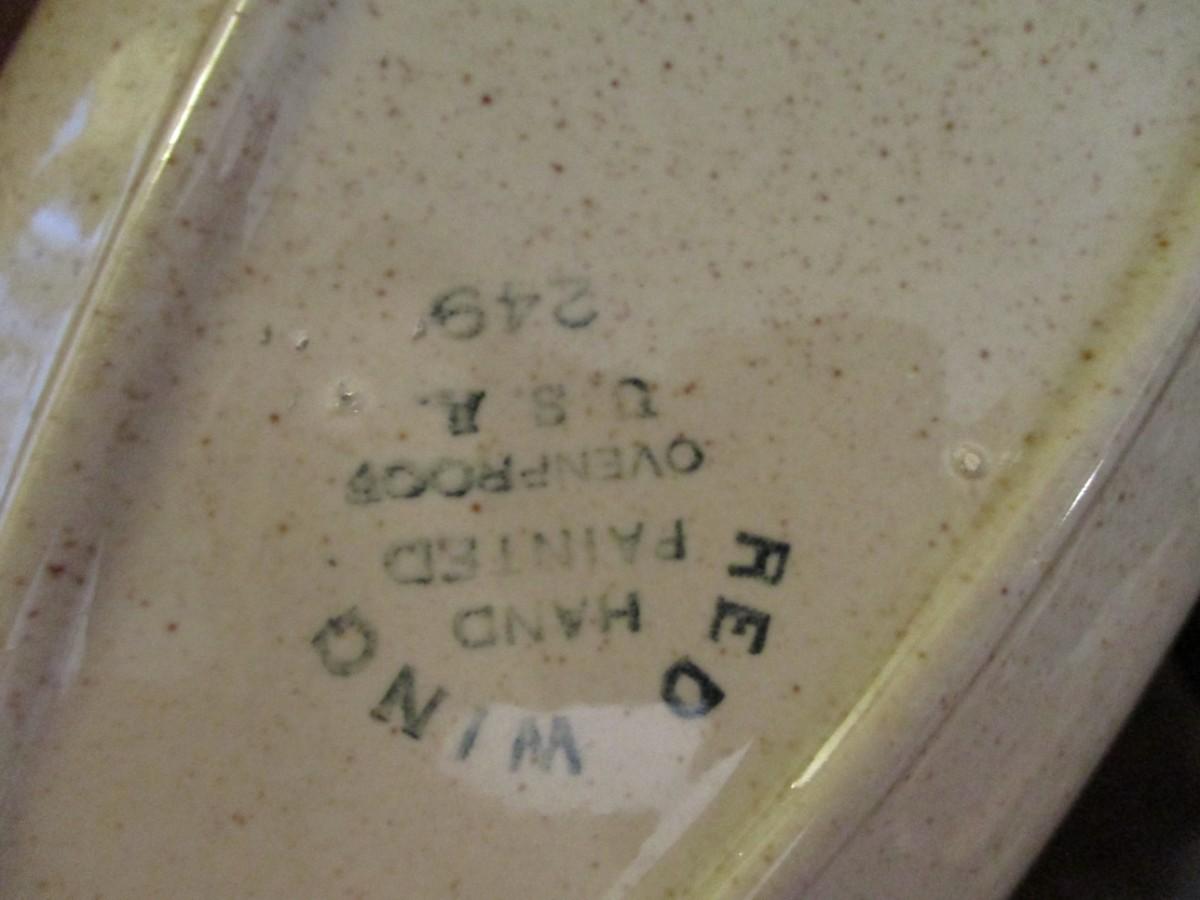 RED WING
HAND
PAINTED
OVENPROOF
U.S.A.
249